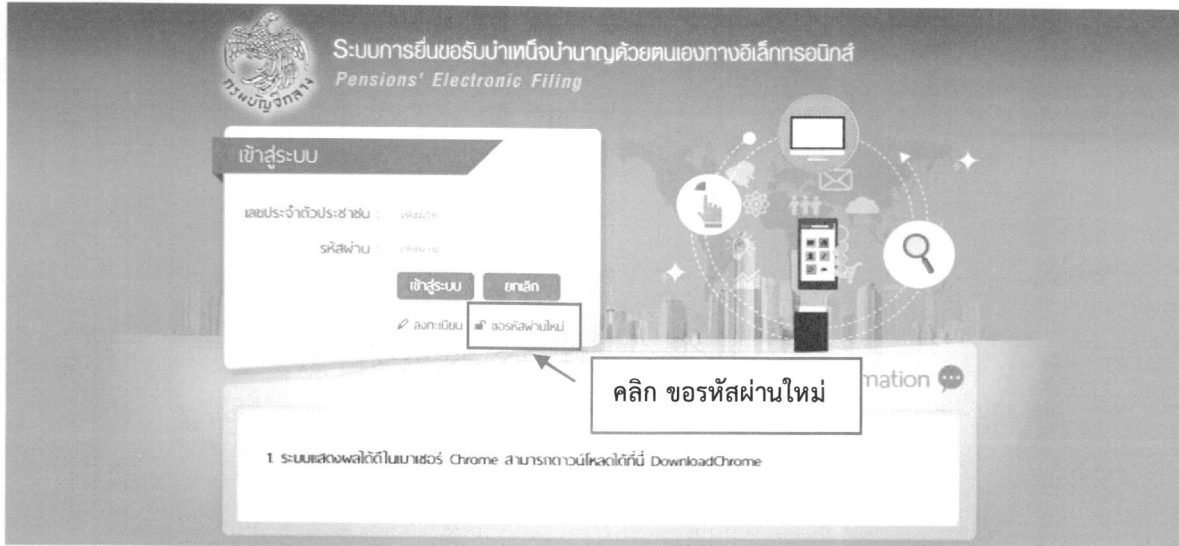 ระบบการยื่นขอรับบำเหน็จบำนาญด้วยตนเองทางอิเล็กทรอนิกส์
Pensions' Electronic Filing
กรมบัญชีกลาง
เข้าสู่ระบบ
เลขประจำตัวประชาชน :
รหัสผ่าน :
เข้าสู่ระบบ ยกเลิก
ลงทะเบียน ขอรหัสผ่านใหม่
คลิก ขอรหัสผ่านใหม่
mation
1. ระบบแสดงผลได้ดีในเบาเซอร์ Chrome สามารถดาวน์โหลดได้ที่นี่ DownloadChrome